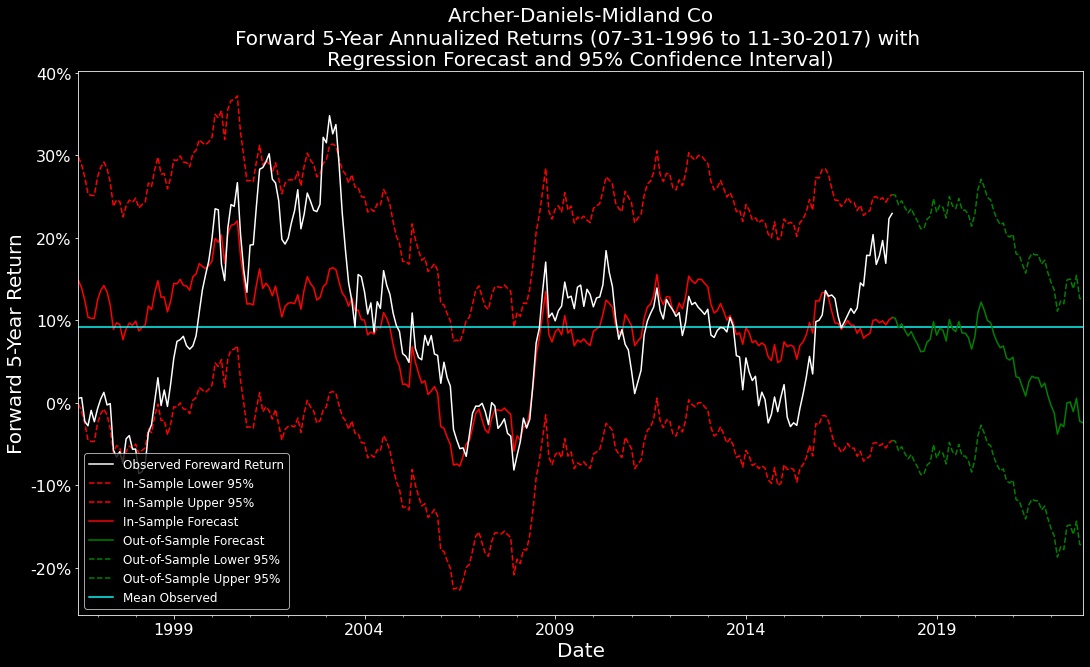 Archer-Daniels-Midland Co
Forward 5-Year Annualized Returns (07-31-1996 to 11-30-2017) with
Regression Forecast and 95% Confidence Interval)
Forward 5-Year Return
40%
30%
20%
10%
0%
-10%
-20%
Observed Foreward Return
In-Sample Lower 95%
In-Sample Upper 95%
In-Sample Forecast
Out-of-Sample Forecast
Out-of-Sample Lower 95%
Out-of-Sample Upper 95%
Mean Observed
1999 2004 2009 2014 2019
Date